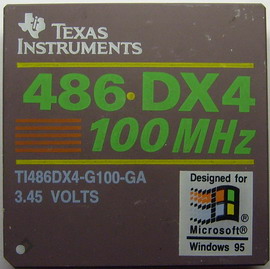 TEXAS
INSTRUMENTS
486·DX4
100MHz
TI486DX4-G100-GA
3.45 VOLTS
Designed for
Microsoft®
Windows 95